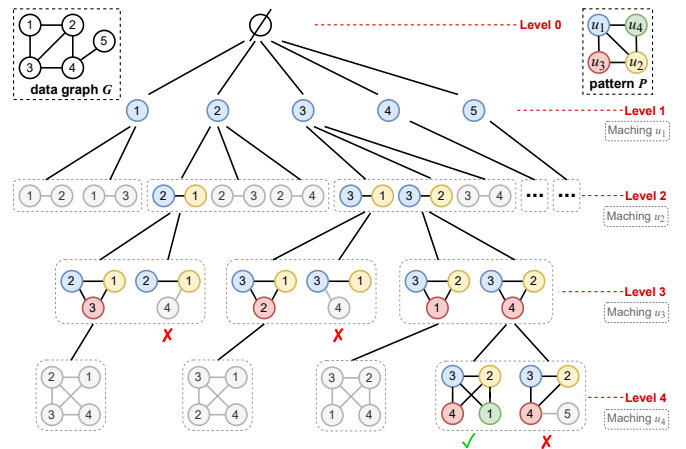 1 2 5 3 4
data graph G
∅
Level 0
u1 u4 u3 u2
pattern P
1 2 3 4 5
Level 1
Maching u1
1 2 1 3 2 1 2 3 2 4 3 1 3 2 3 4 ... ...
Level 2
Maching u2
2 1 2 1 3 1 3 1 3 2 3 2
3 4 2 4 1 4
Level 3
Maching u3
✗ ✗
2 1 3 1 3 2 3 2 3 2
3 4 2 4 1 4 4 1 4 5
Level 4
Maching u4
✓ ✗